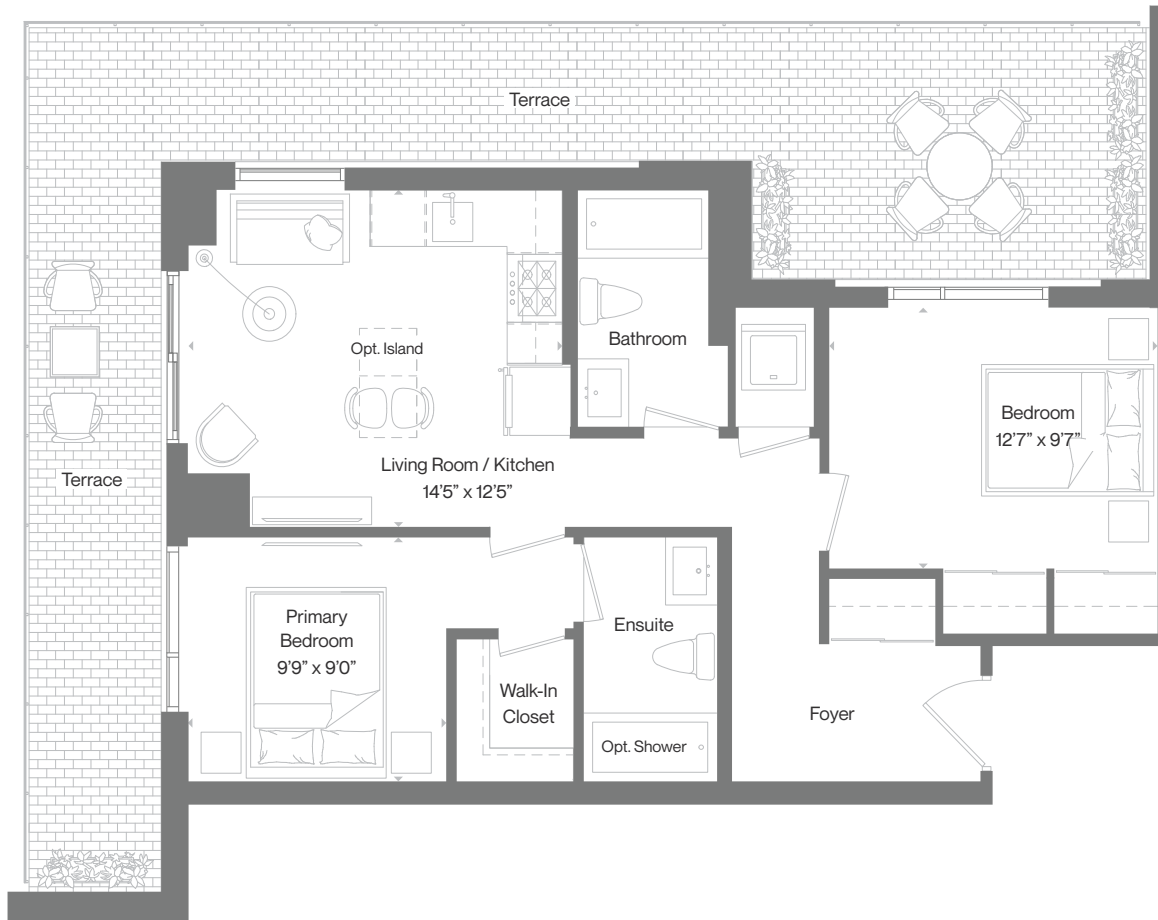 Terrace
Opt. Island
Bathroom
Bedroom
12’7” x 9’7”
Living Room / Kitchen
14’5” x 12’5”
Terrace
Primary
Bedroom
9’9” x 9’0”
Ensuite
Walk-In
Closet
Foyer
Opt. Shower